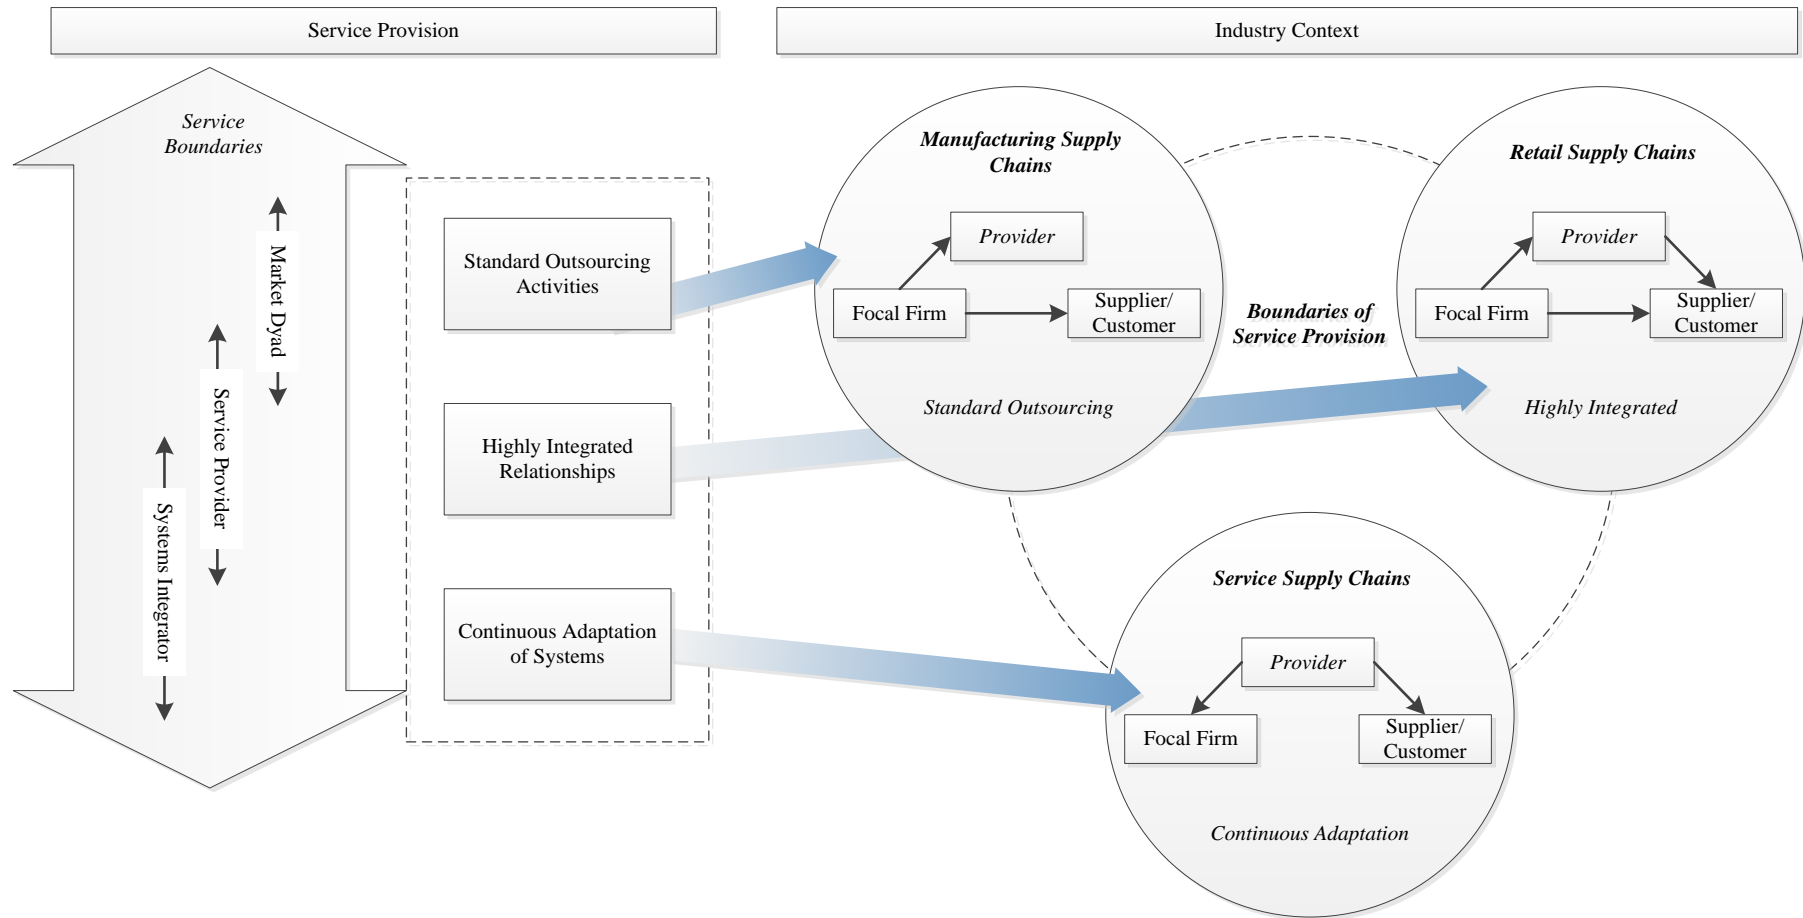 Service Provision
Industry Context
Service
Boundaries
Market Dyad
Service Provider
Systems Integrator
Standard Outsourcing
Activities
Highly Integrated
Relationships
Continuous Adaptation
of Systems
Manufacturing Supply
Chains
Provider
Focal Firm
Supplier/
Customer
Standard Outsourcing
Boundaries of
Service Provision
Retail Supply Chains
Provider
Focal Firm
Supplier/
Customer
Highly Integrated
Service Supply Chains
Provider
Focal Firm
Supplier/
Customer
Continuous Adaptation